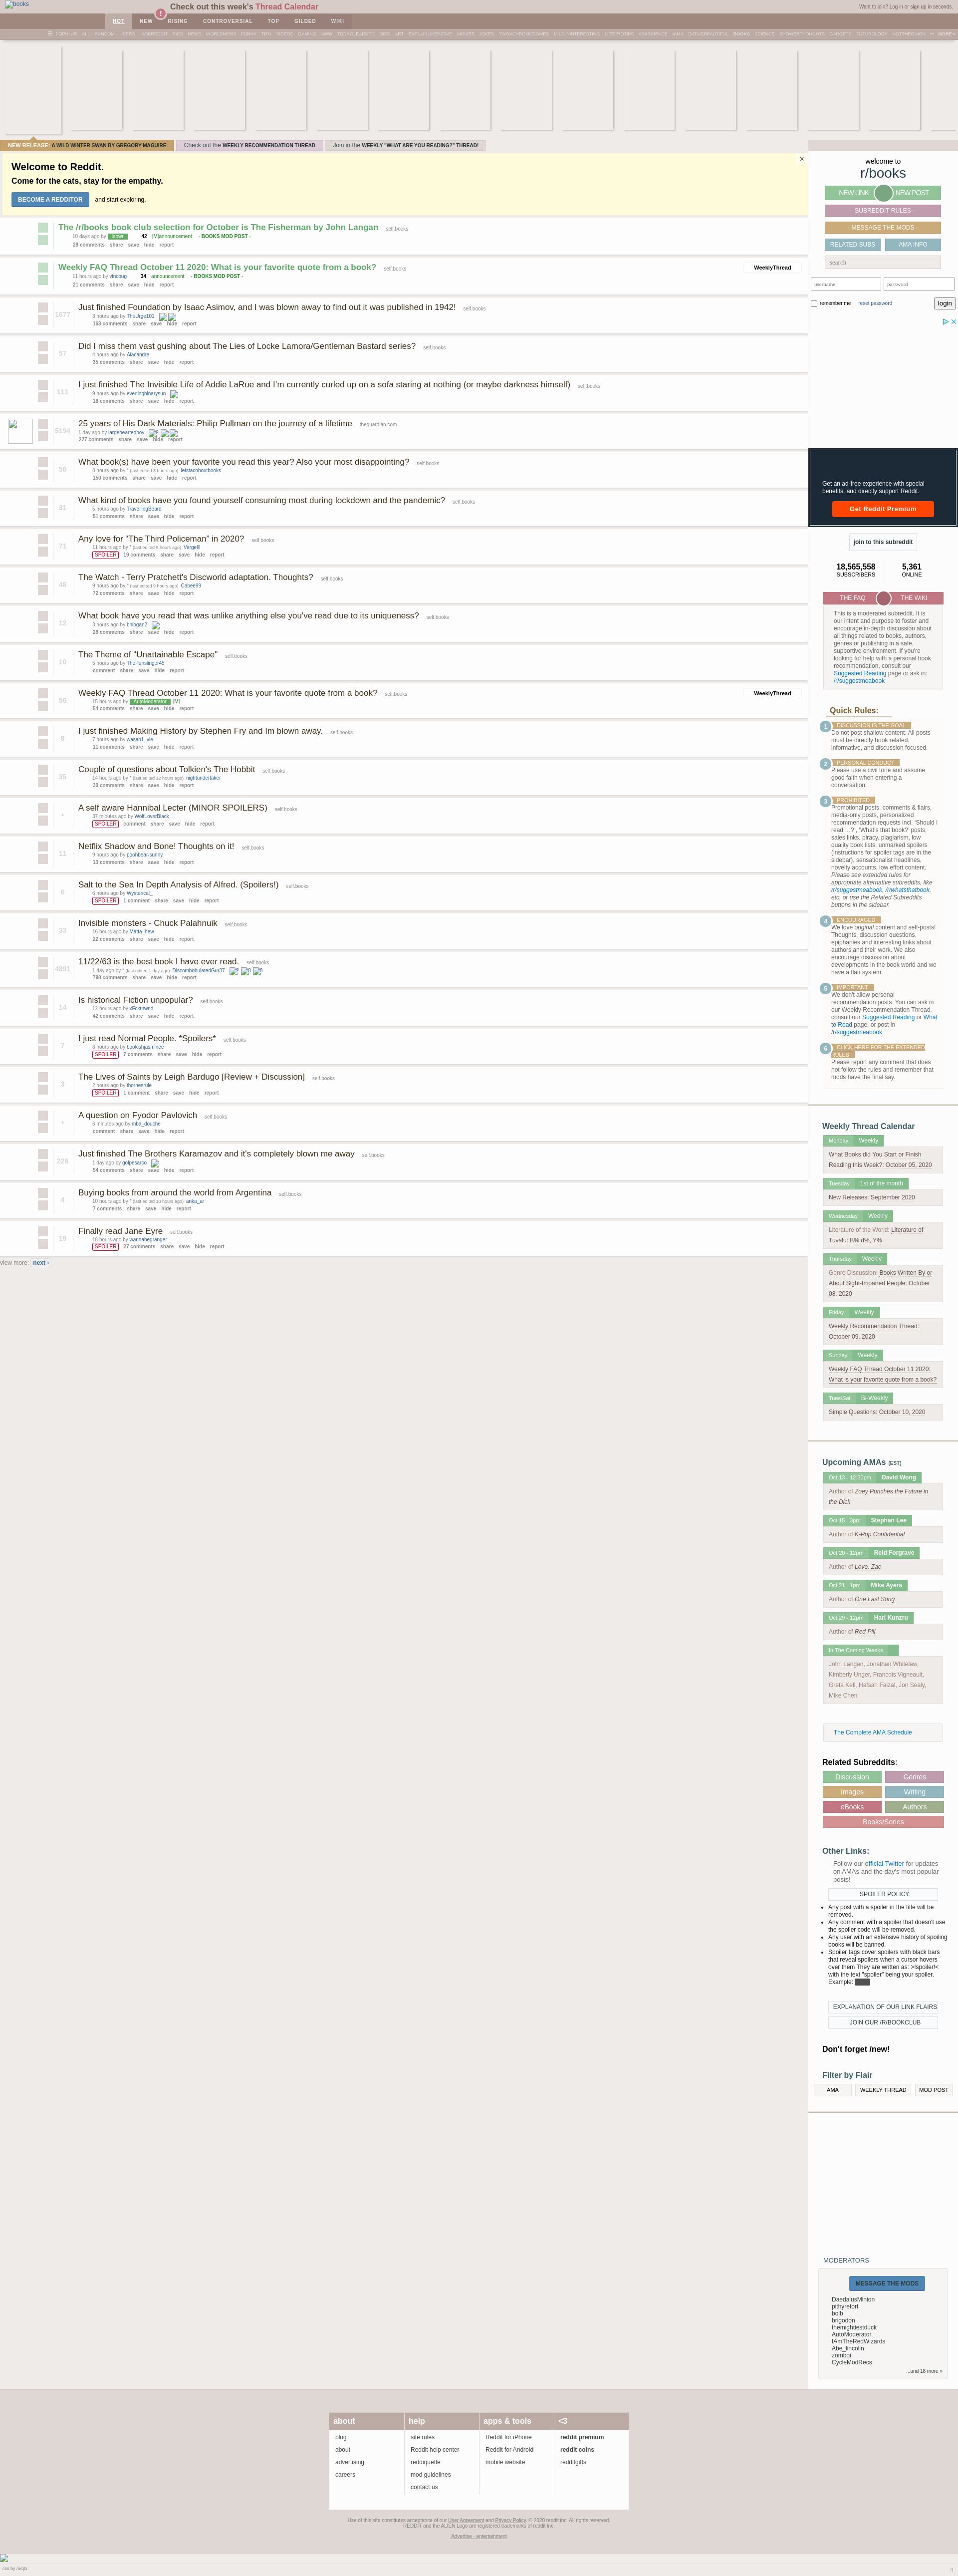 books
Check out this week's Thread Calendar
Want to join? Log in or sign up in seconds.
HOT NEW RISING CONTROVERSIAL TOP GILDED WIKI
NEW RELEASE: A WILD WINTER SWAN BY GREGORY MAGUIRE
Check out the WEEKLY RECOMMENDATION THREAD
Join in the WEEKLY "WHAT ARE YOU READING?" THREAD!
Welcome to Reddit.
Come for the cats, stay for the empathy.
BECOME A REDDITOR and start exploring.
The /r/books book club selection for October is The Fisherman by John Langan self.books
10 days ago by 42 [M]announcement - BOOKS MOD POST -
28 comments share save hide report
Weekly FAQ Thread October 11 2020: What is your favorite quote from a book? self.books
WeeklyThread
11 hours ago by vincoug 34 announcement - BOOKS MOD POST -
21 comments share save hide report
1677
Just finished Foundation by Isaac Asimov, and I was blown away to find out it was published in 1942! self.books
3 hours ago by TheUrge101
163 comments share save hide report
57
Did I miss them vast gushing about The Lies of Locke Lamora/Gentleman Bastard series? self.books
4 hours ago by Alacandre
35 comments share save hide report
111
I just finished The Invisible Life of Addie LaRue and I'm currently curled up on a sofa staring at nothing (or maybe darkness himself) self.books
9 hours ago by eveningbinarysun
18 comments share save hide report
5194
25 years of His Dark Materials: Philip Pullman on the journey of a lifetime theguardian.com
1 day ago by largeheartedboy
227 comments share save hide report
56
What book(s) have been your favorite you read this year? Also your most disappointing? self.books
8 hours ago by * (last edited 6 hours ago) letstacoboutbooks
150 comments share save hide report
31
What kind of books have you found yourself consuming most during lockdown and the pandemic? self.books
5 hours ago by TravellingBeard
51 comments share save hide report
71
Any love for "The Third Policeman" in 2020? self.books
11 hours ago by * (last edited 9 hours ago) Vergelli
SPOILER 19 comments share save hide report
48
The Watch - Terry Pratchett's Discworld adaptation. Thoughts? self.books
9 hours ago by * (last edited 9 hours ago) Cabee99
72 comments share save hide report
12
What book have you read that was unlike anything else you've read due to its uniqueness? self.books
3 hours ago by bhlogan2
28 comments share save hide report
10
The Theme of "Unattainable Escape" self.books
5 hours ago by ThePunslinger45
comment share save hide report
56
Weekly FAQ Thread October 11 2020: What is your favorite quote from a book? self.books
WeeklyThread
15 hours ago by AutoModerator [M]
54 comments share save hide report
9
I just finished Making History by Stephen Fry and Im blown away. self.books
7 hours ago by wasab1_vie
11 comments share save hide report
35
Couple of questions about Tolkien's The Hobbit self.books
14 hours ago by * (last edited 12 hours ago) nightundertaker
30 comments share save hide report
•
A self aware Hannibal Lecter (MINOR SPOILERS) self.books
37 minutes ago by WolfLoverBlack
SPOILER comment share save hide report
11
Netflix Shadow and Bone! Thoughts on it! self.books
9 hours ago by poohbear-sunny
13 comments share save hide report
6
Salt to the Sea In Depth Analysis of Alfred. (Spoilers!) self.books
6 hours ago by Wysterical_
SPOILER 1 comment share save hide report
33
Invisible monsters - Chuck Palahnuik self.books
16 hours ago by Matta_hew
22 comments share save hide report
4891
11/22/63 is the best book I have ever read. self.books
1 day ago by * (last edited 1 day ago) DiscombobulatedGur37
798 comments share save hide report
14
Is historical Fiction unpopular? self.books
12 hours ago by xFckthwrld
42 comments share save hide report
7
I just read Normal People. *Spoilers* self.books
8 hours ago by bookishjasminee
SPOILER 7 comments share save hide report
3
The Lives of Saints by Leigh Bardugo [Review + Discussion] self.books
2 hours ago by thornesrule
SPOILER 1 comment share save hide report
•
A question on Fyodor Pavlovich self.books
6 minutes ago by mba_douche
comment share save hide report
226
Just finished The Brothers Karamazov and it's completely blown me away self.books
1 day ago by golpesarco
54 comments share save hide report
4
Buying books from around the world from Argentina self.books
10 hours ago by * (last edited 10 hours ago) anka_ar
7 comments share save hide report
19
Finally read Jane Eyre self.books
18 hours ago by wannabegranger
SPOILER 27 comments share save hide report
view more: next ›
welcome to
r/books
NEW LINK NEW POST
- SUBREDDIT RULES -
- MESSAGE THE MODS -
RELATED SUBS AMA INFO
search
username password
remember me reset password login
Get an ad-free experience with special
benefits, and directly support Reddit.
Get Reddit Premium
join to this subreddit
18,565,558 5,361
SUBSCRIBERS ONLINE
THE FAQ THE WIKI
This is a moderated subreddit. It is
our intent and purpose to foster and
encourage in-depth discussion about
all things related to books, authors,
genres or publishing in a safe,
supportive environment. If you're
looking for help with a personal book
recommendation, consult our
Suggested Reading page or ask in:
/r/suggestmeabook
Quick Rules:
1 DISCUSSION IS THE GOAL
Do not post shallow content. All posts
must be directly book related,
informative, and discussion focused.
2 PERSONAL CONDUCT
Please use a civil tone and assume
good faith when entering a
conversation.
3 PROHIBITED
Promotional posts, comments & flairs,
media-only posts, personalized
recommendation requests incl. 'Should I
read …?', 'What's that book?' posts,
sales links, piracy, plagiarism, low
quality book lists, unmarked spoilers
(instructions for spoiler tags are in the
sidebar), sensationalist headlines,
novelty accounts, low effort content.
Please see extended rules for
appropriate alternative subreddits, like
/r/suggestmeabook, /r/whatsthatbook,
etc. or use the Related Subreddits
buttons in the sidebar.
4 ENCOURAGED
We love original content and self-posts!
Thoughts, discussion questions,
epiphanies and interesting links about
authors and their work. We also
encourage discussion about
developments in the book world and we
have a flair system.
5 IMPORTANT
We don't allow personal
recommendation posts. You can ask in
our Weekly Recommendation Thread,
consult our Suggested Reading or What
to Read page, or post in
/r/suggestmeabook.
6 CLICK HERE FOR THE EXTENDED
RULES
Please report any comment that does
not follow the rules and remember that
mods have the final say.
Weekly Thread Calendar
Monday Weekly
What Books did You Start or Finish
Reading this Week?: October 05, 2020
Tuesday 1st of the month
New Releases: September 2020
Wednesday Weekly
Literature of the World: Literature of
Tuvalu: B% d%, Y%
Thursday Weekly
Genre Discussion: Books Written By or
About Sight-Impaired People: October
08, 2020
Friday Weekly
Weekly Recommendation Thread:
October 09, 2020
Sunday Weekly
Weekly FAQ Thread October 11 2020:
What is your favorite quote from a book?
Tues/Sat Bi-Weekly
Simple Questions: October 10, 2020
Upcoming AMAs (EST)
Oct 13 - 12:30pm David Wong
Author of Zoey Punches the Future in
the Dick
Oct 15 - 3pm Stephan Lee
Author of K-Pop Confidential
Oct 20 - 12pm Reid Forgrave
Author of Love, Zac
Oct 21 - 1pm Mike Ayers
Author of One Last Song
Oct 29 - 12pm Hari Kunzru
Author of Red Pill
In The Coming Weeks
John Langan, Jonathan Whitelaw,
Kimberly Unger, Francois Vigneault,
Greta Kell, Hafsah Faizal, Jon Sealy,
Mike Chen
The Complete AMA Schedule
Related Subreddits:
Discussion Genres
Images Writing
eBooks Authors
Books/Series
Other Links:
Follow our official Twitter for updates
on AMAs and the day's most popular
posts!
SPOILER POLICY:
Any post with a spoiler in the title will be
removed.
Any comment with a spoiler that doesn't use
the spoiler code will be removed.
Any user with an extensive history of spoiling
books will be banned.
Spoiler tags cover spoilers with black bars
that reveal spoilers when a cursor hovers
over them They are written as: >!spoiler!<
with the text "spoiler" being your spoiler.
Example:
EXPLANATION OF OUR LINK FLAIRS
JOIN OUR /R/BOOKCLUB
Don't forget /new!
Filter by Flair
AMA WEEKLY THREAD MOD POST
MODERATORS
MESSAGE THE MODS
DaedalusMinion
pithyretort
boib
brigodon
thematichighduck
AutoModerator
IAmTheRedWizards
Abe_lincolin
zomboi
CycleModRecs
...and 18 more »
about help apps & tools <3
blog site rules Reddit for iPhone reddit premium
about Reddit help center Reddit for Android reddit coins
advertising reddiquette mobile website redditgifts
careers mod guidelines
contact us
Use of this site constitutes acceptance of our User Agreement and Privacy Policy. © 2020 reddit inc. All rights reserved.
REDDIT and the ALIEN Logo are registered trademarks of reddit inc.
Advertise - entertainment